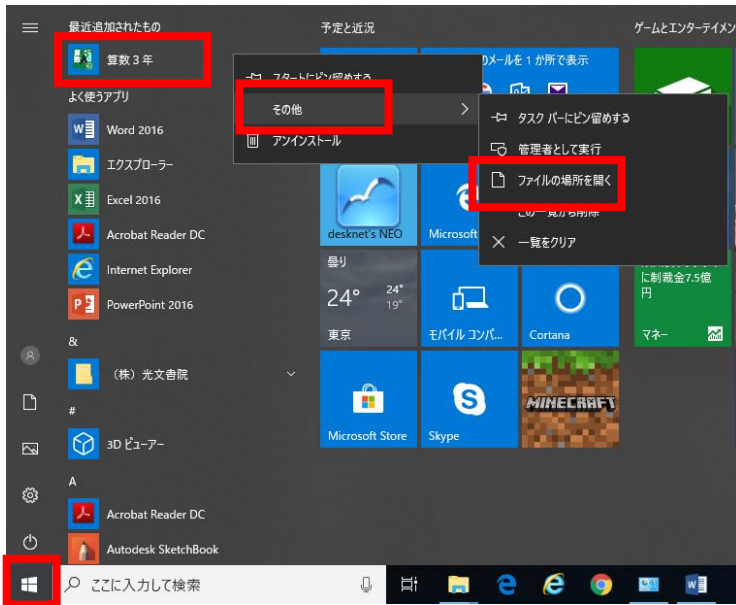 最近追加されたもの
算数３年
よく使うアプリ
Word 2016
エクスプローラー
Excel 2016
Acrobat Reader DC
Internet Explorer
PowerPoint 2016
&
（株）光文書院
#
3D ビューアー
A
Acrobat Reader DC
Autodesk SketchBook
ここに入力して検索
予定と近況
のメールを 1 か所で表示
スタートにピン留めする
その他
アンインストール
タスク バーにピン留めする
管理者として実行
ファイルの場所を開く
この一覧から削除
一覧をクリア
desknet's NEO
Microsoft
曇り
24° 24°
19°
東京
モバイル コンパ...
Cortana
Microsoft Store
Skype
MINECRAFT
ゲームとエンターテイメン
に制裁金7.5億
円
マネー